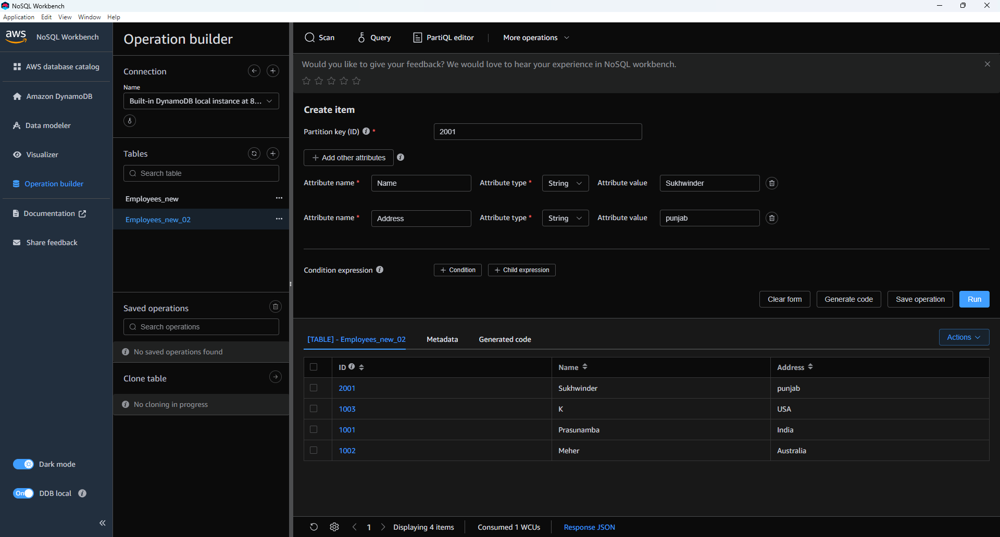 NoSQL Workbench
Application Edit View Window Help
aws NoSQL Workbench
AWS database catalog
Amazon DynamoDB
Data modeler
Visualizer
Operation builder
Documentation
Share feedback
Dark mode
On DDB local
Operation builder
Connection
Name
Built-in DynamoDB local instance at 8...
Tables
Search table
Employees_new
Employees_new_02
Saved operations
Search operations
No saved operations found
Clone table
No cloning in progress
Scan Query PartiQL editor More operations
Would you like to give your feedback? We would love to hear your experience in NoSQL workbench.
Create item
Partition key (ID) * 2001
Add other attributes
Attribute name * Name Attribute type * String Attribute value Sukhwinder
Attribute name * Address Attribute type * String Attribute value punjab
Condition expression + Condition + Child expression
Clear form Generate code Save operation Run
[TABLE] - Employees_new_02 Metadata Generated code Actions
ID Name Address
2001 Sukhwinder punjab
1003 K USA
1001 Prasunamba India
1002 Meher Australia
1 Displaying 4 items Consumed 1 WCUs Response JSON